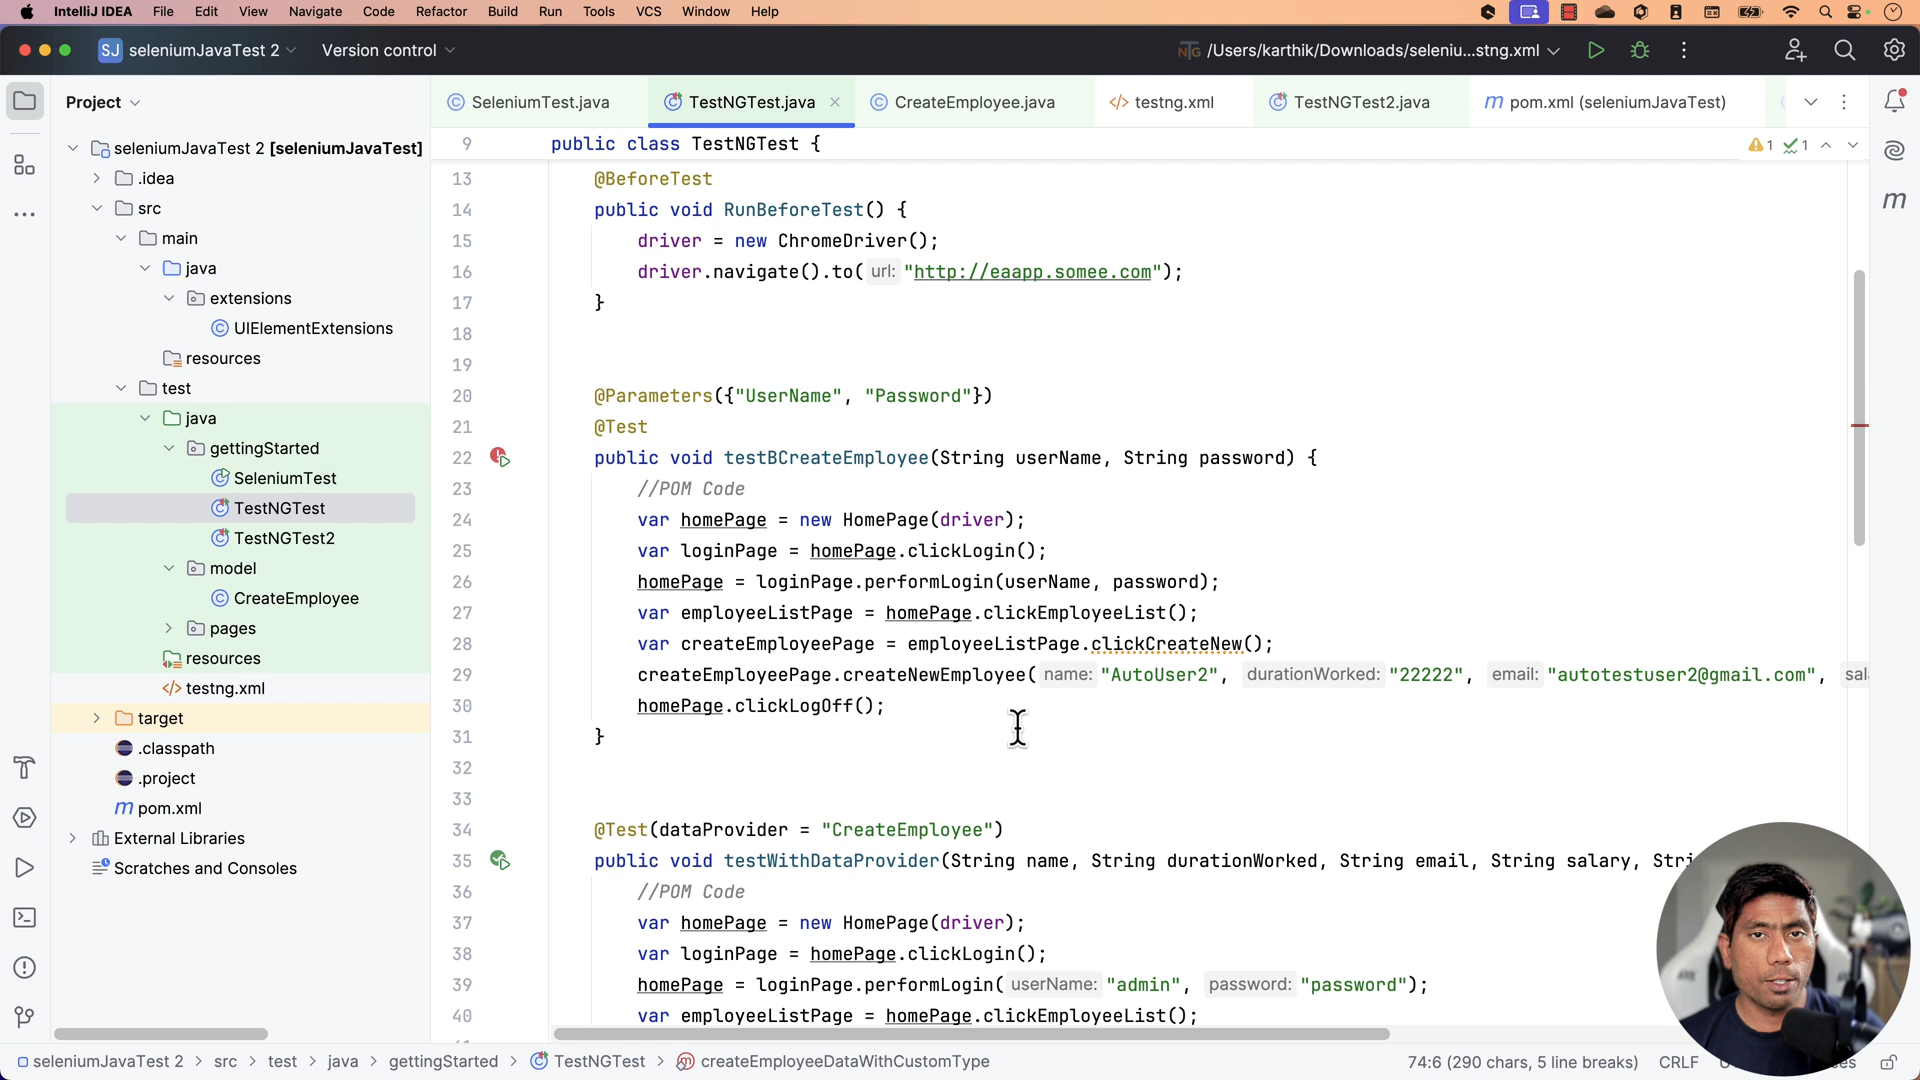 IntelliJ IDEA File Edit View Navigate Code Refactor Build Run Tools VCS Window Help
SJ seleniumJavaTest 2 Version control /Users/karthik/Downloads/seleniu...stng.xml
Project
SeleniumTest.java TestNGTest.java CreateEmployee.java testng.xml TestNGTest2.java pom.xml (seleniumJavaTest)
seleniumJavaTest 2 [seleniumJavaTest]
.idea
src
main
java
extensions
UIElementExtensions
resources
test
java
gettingStarted
SeleniumTest
TestNGTest
TestNGTest2
model
CreateEmployee
pages
resources
testng.xml
target
.classpath
.project
pom.xml
External Libraries
Scratches and Consoles
9 public class TestNGTest { 1 1
13 @BeforeTest
14 public void RunBeforeTest() {
15 driver = new ChromeDriver();
16 driver.navigate().to( url: "http://eaapp.somee.com");
17 }
18
19
20 @Parameters({"UserName", "Password"})
21 @Test
22 public void testBCreateEmployee(String userName, String password) {
23 //POM Code
24 var homePage = new HomePage(driver);
25 var loginPage = homePage.clickLogin();
26 homePage = loginPage.performLogin(userName, password);
27 var employeeListPage = homePage.clickEmployeeList();
28 var createEmployeePage = employeeListPage.clickCreateNew();
29 createEmployeePage.createNewEmployee( name: "AutoUser2", durationWorked: "22222", email: "autotestuser2@gmail.com", sal
30 homePage.clickLogOff();
31 }
32
33
34 @Test(dataProvider = "CreateEmployee")
35 public void testWithDataProvider(String name, String durationWorked, String email, String salary, Stri
36 //POM Code
37 var homePage = new HomePage(driver);
38 var loginPage = homePage.clickLogin();
39 homePage = loginPage.performLogin( userName: "admin", password: "password");
40 var employeeListPage = homePage.clickEmployeeList();
seleniumJavaTest 2 > src > test > java > gettingStarted > TestNGTest > createEmployeeDataWithCustomType 74:6 (290 chars, 5 line breaks) CRLF